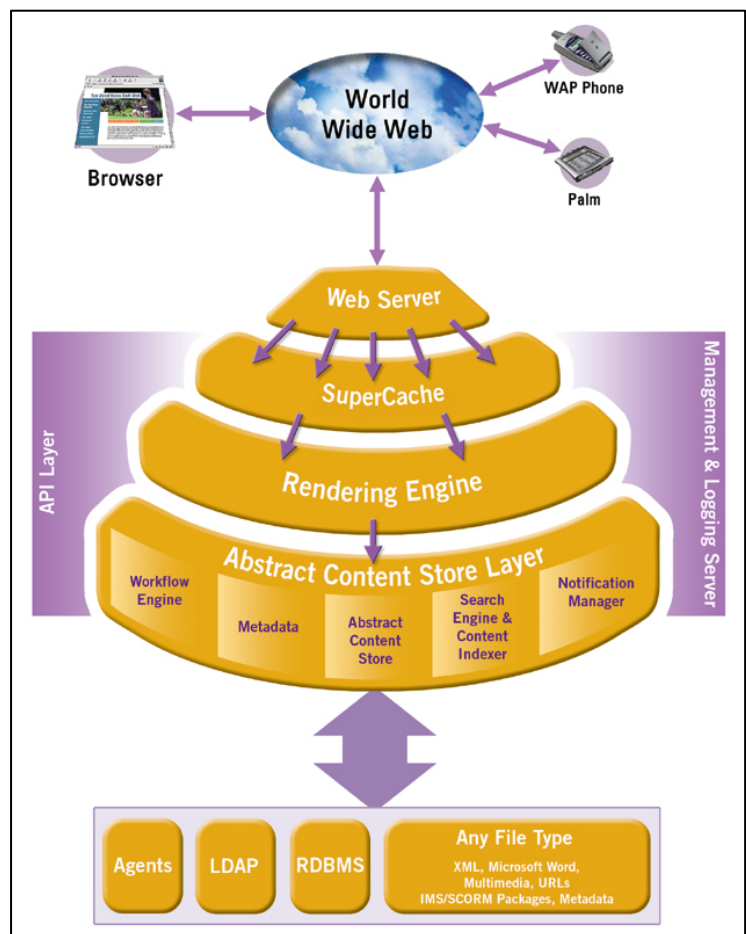 World
Wide Web
WAP Phone
Browser
Palm
Web Server
SuperCache
Rendering Engine
API Layer
Management & Logging Server
Abstract Content Store Layer
Workflow
Engine
Metadata
Abstract
Content
Store
Search
Engine &
Content
Indexer
Notification
Manager
Agents
LDAP
RDBMS
Any File Type
XML, Microsoft Word,
Multimedia, URLs
IMS/SCORM Packages, Metadata